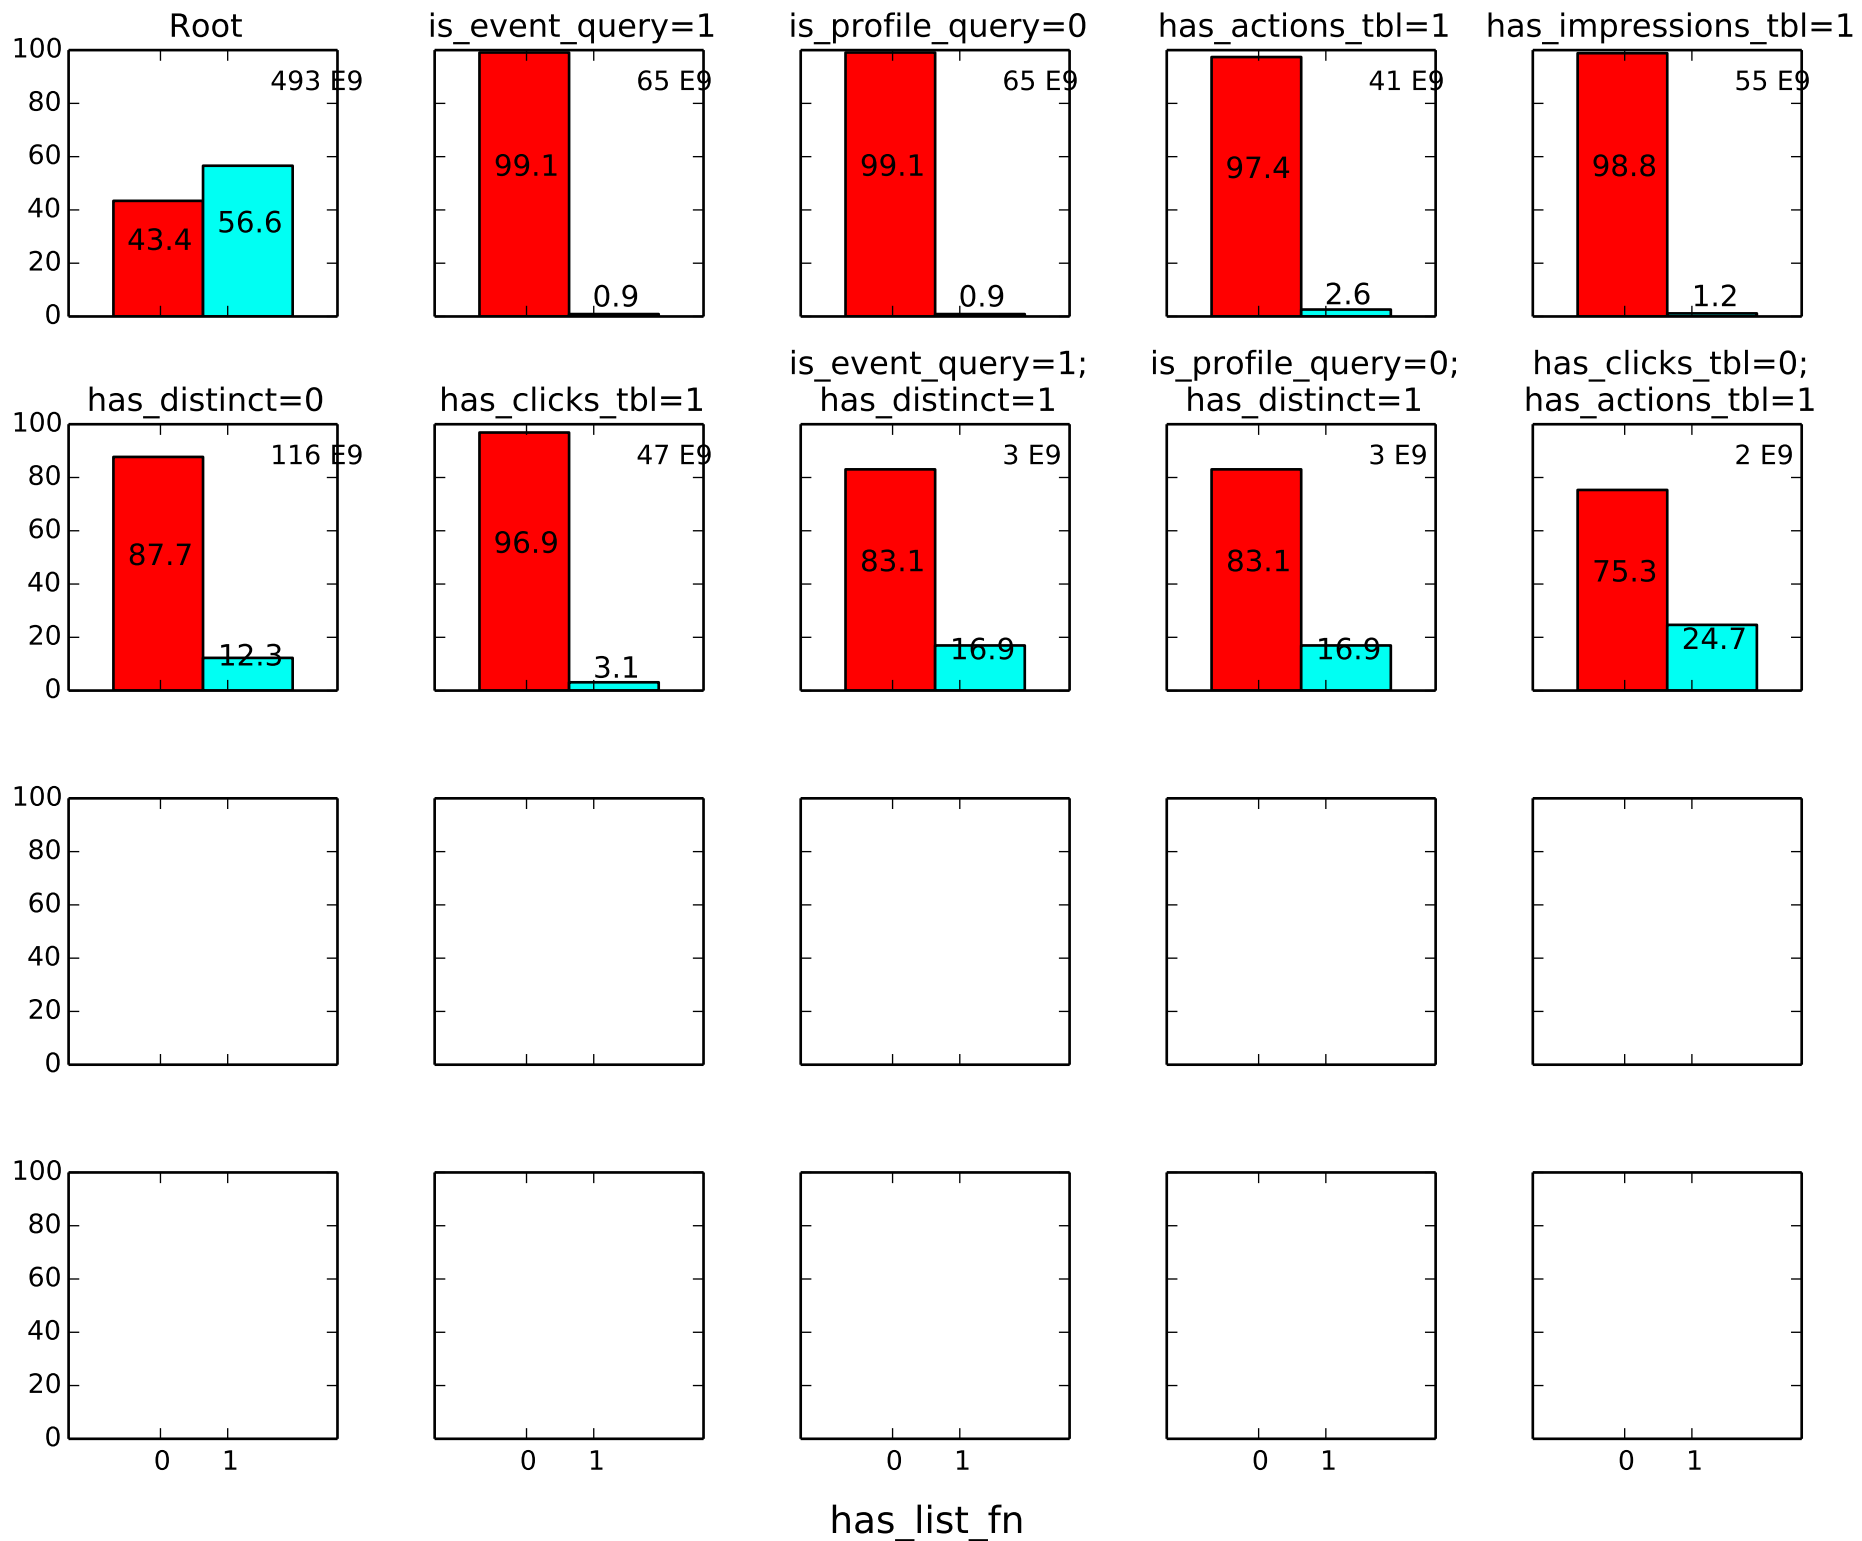 Root
is_event_query=1
is_profile_query=0
has_actions_tbl=1
has_impressions_tbl=1
100
80
60
40
20
0
493 E9
43.4
56.6
65 E9
99.1
0.9
65 E9
99.1
0.9
41 E9
97.4
2.6
55 E9
98.8
1.2
has_distinct=0
has_clicks_tbl=1
is_event_query=1;
has_distinct=1
is_profile_query=0;
has_distinct=1
has_clicks_tbl=0;
has_actions_tbl=1
100
80
60
40
20
0
116 E9
87.7
12.3
47 E9
96.9
3.1
3 E9
83.1
16.9
3 E9
83.1
16.9
2 E9
75.3
24.7
100
80
60
40
20
0
100
80
60
40
20
0
0 1
0 1
0 1
0 1
0 1
has_list_fn